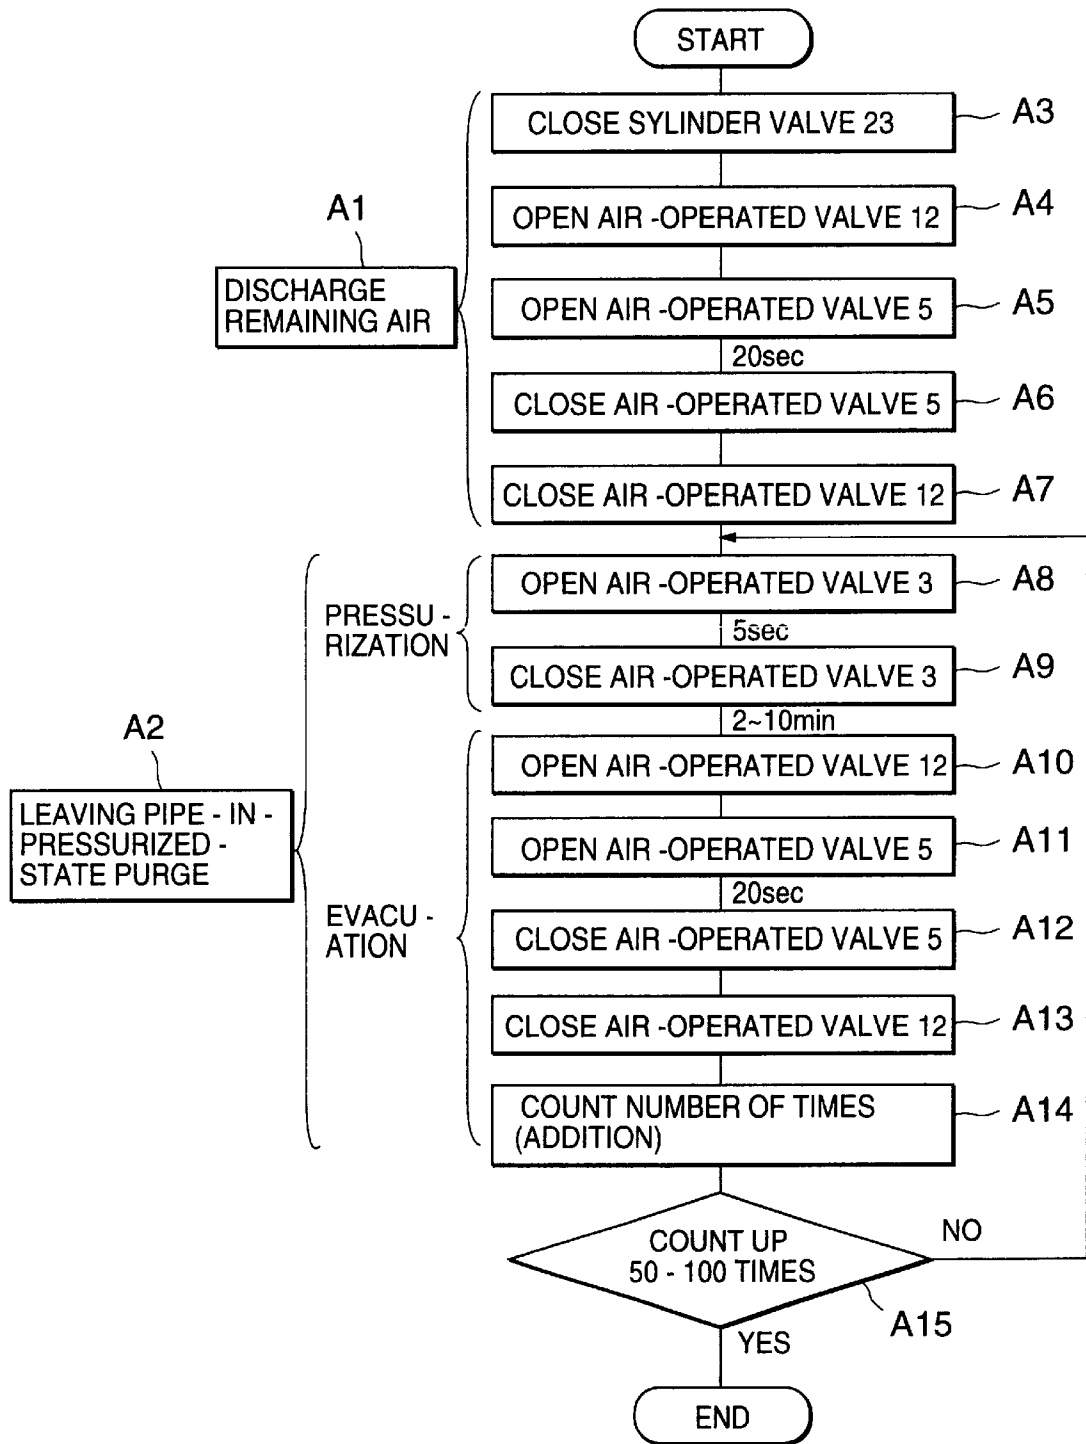 START
CLOSE SYLINDER VALVE 23
A3
OPEN AIR -OPERATED VALVE 12
A4
A1
DISCHARGE
REMAINING AIR
OPEN AIR -OPERATED VALVE 5
A5
20sec
CLOSE AIR -OPERATED VALVE 5
A6
CLOSE AIR -OPERATED VALVE 12
A7
PRESSU -
RIZATION
OPEN AIR -OPERATED VALVE 3
A8
5sec
CLOSE AIR -OPERATED VALVE 3
A9
2~10min
A2
LEAVING PIPE - IN -
PRESSURIZED -
STATE PURGE
OPEN AIR -OPERATED VALVE 12
A10
OPEN AIR -OPERATED VALVE 5
A11
20sec
EVACU -
ATION
CLOSE AIR -OPERATED VALVE 5
A12
CLOSE AIR -OPERATED VALVE 12
A13
COUNT NUMBER OF TIMES
(ADDITION)
A14
COUNT UP
50 - 100 TIMES
NO
A15
YES
END